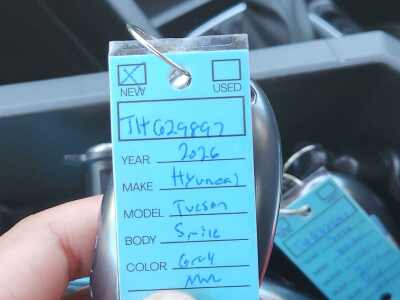 NEW USED
TH629897
YEAR 2026
MAKE Hyundai
MODEL Tucson
BODY
COLOR Gray